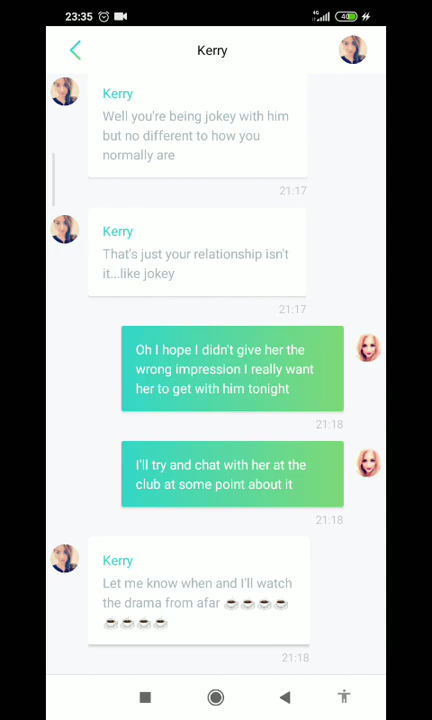 23:35
4G
40
Kerry
Kerry
Well you're being jokey with him
but no different to how you
normally are
21:17
Kerry
That's just your relationship isn't
it...like jokey
21:17
Oh I hope I didn't give her the
wrong impression I really want
her to get with him tonight
21:18
I'll try and chat with her at the
club at some point about it
21:18
Kerry
Let me know when and I'll watch
the drama from afar ☕☕☕☕
☕☕☕☕
21:18